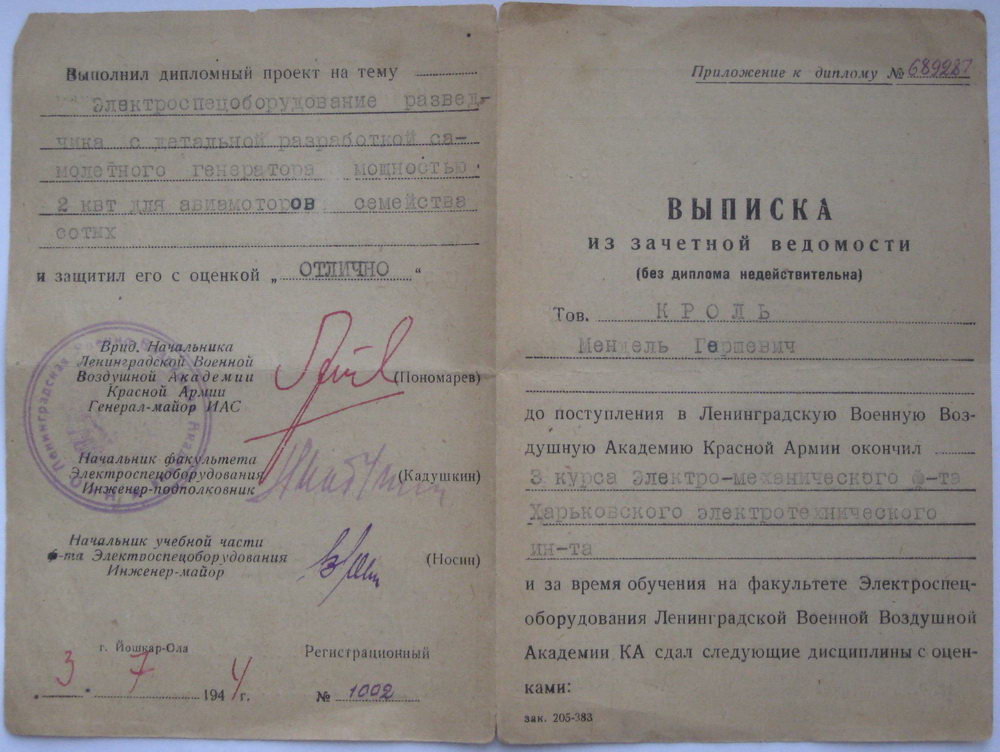 Выполнил дипломный проект на тему
Электроспецоборудование развед-
чика с детальной разработкой са-
молетного генератора мощностью
2 квт для авиамоторов семейства
сотых
и защитил его с оценкой „ ОТЛИЧНО “
Врид. Начальника
Ленинградской Военной
Воздушной Академии
Красной Армии
Генерал-майор ИАС
(Пономарев)
Начальник факультета
Электроспецоборудования
Инженер-подполковник
(Кадушкин)
Начальник учебной части
ф-та Электроспецоборудования
Инженер-майор
(Носин)
г. Йошкар-Ола
3 7 1944 г.
Регистрационный
№ 1002
Приложение к диплому № 689287
ВЫПИСКА
из зачетной ведомости
(без диплома недействительна)
Тов. КРОЛЬ
Мендель Гершевич
до поступления в Ленинградскую Военную Воз-
душную Академию Красной Армии окончил
3 курса Электро-механического ф-та
Харьковского электротехнического
ин-та
и за время обучения на факультете Электроспец-
оборудования Ленинградской Военной Воздушной
Академии КА сдал следующие дисциплины с оцен-
ками:
зак. 205-383